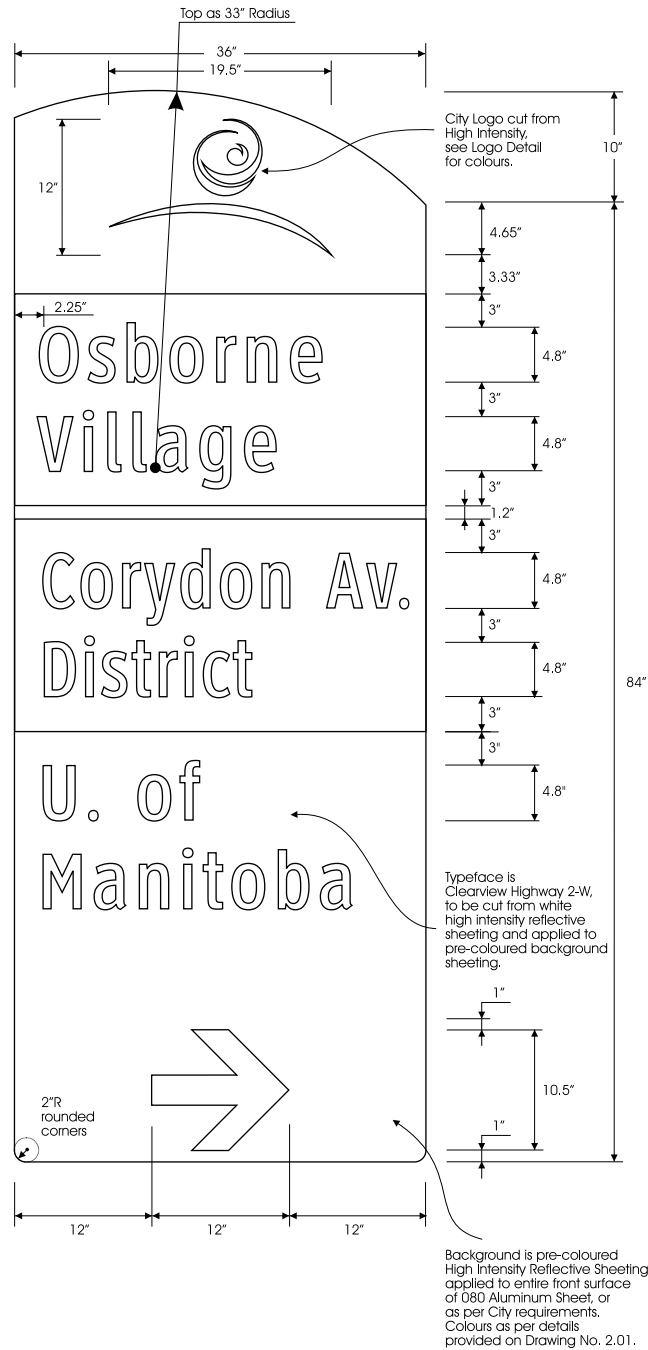 Top as 33" Radius
36"
19.5"
City Logo cut from
High Intensity,
see Logo Detail
for colours.
10"
12"
4.65"
3.33"
2.25"
3"
Osborne
4.8"
3"
Village
4.8"
3"
1.2"
3"
Corydon Av.
4.8"
3"
District
4.8"
84"
3"
3"
U. of
4.8"
Manitoba
Typeface is
Clearview Highway 2-W,
to be cut from white
high intensity reflective
sheeting and applied to
pre-coloured background
sheeting.
1"
10.5"
2"R
rounded
corners
1"
12"
12"
12"
Background is pre-coloured
High Intensity Reflective Sheeting
applied to entire front surface
of 080 Aluminum Sheet, or
as per City requirements.
Colours as per details
provided on Drawing No. 2.01.